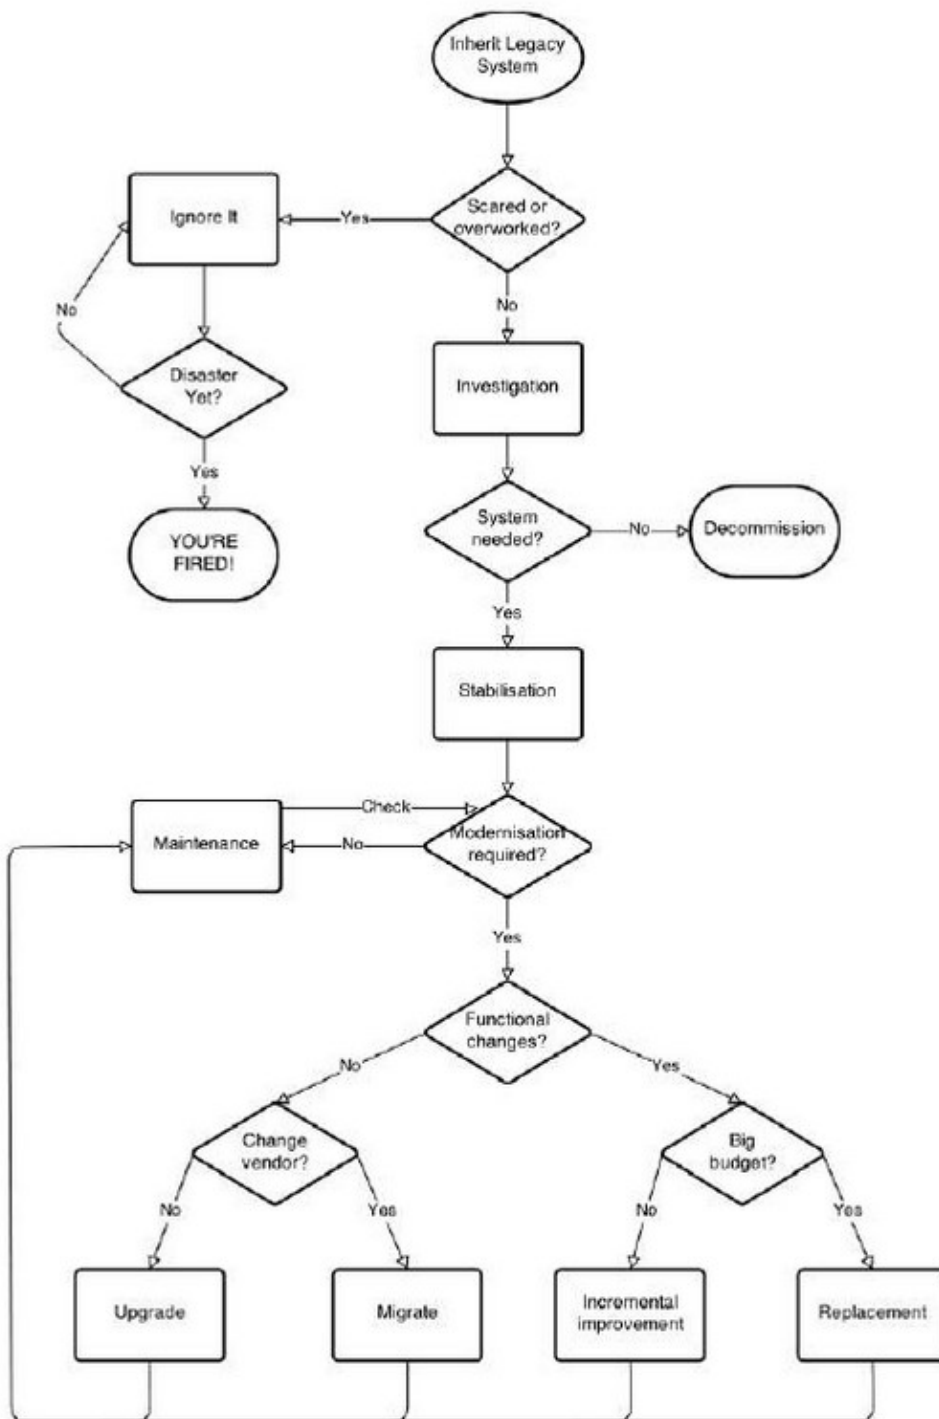 Inherit Legacy
System
Scared or
overworked?
Yes
Ignore It
No
No
Disaster
Yet?
Investigation
Yes
YOU'RE
FIRED!
System
needed?
No
Decommission
Yes
Stabilisation
Check
Maintenance
No
Modernisation
required?
Yes
Functional
changes?
No
Yes
Change
vendor?
Big
budget?
No
Yes
No
Yes
Upgrade
Migrate
Incremental
improvement
Replacement